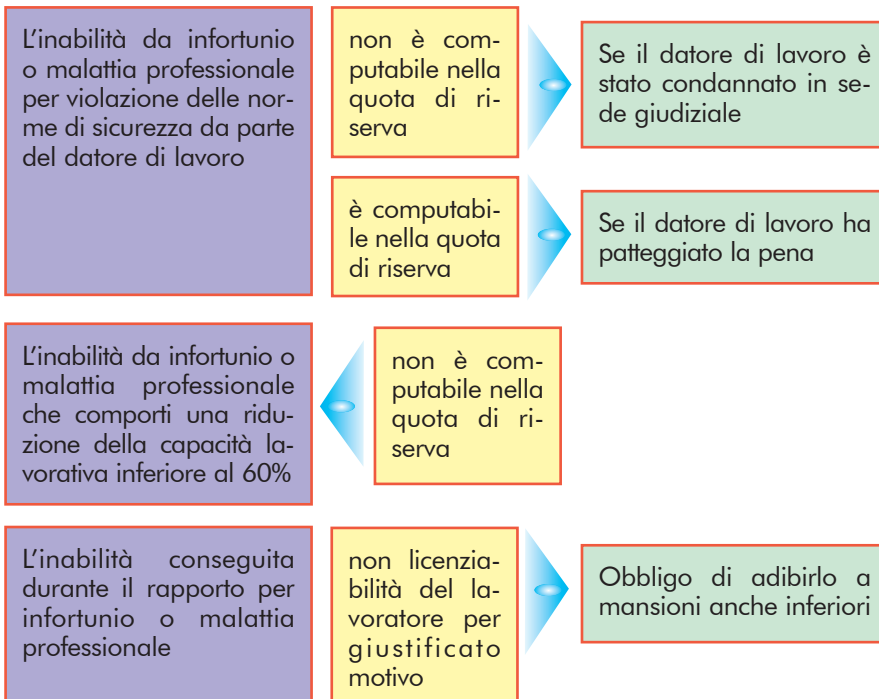 L'inabilità da infortunio
o malattia professionale
per violazione delle nor-
me di sicurezza da parte
del datore di lavoro
non è com-
putabile nella
quota di ri-
serva
Se il datore di lavoro è
stato condannato in se-
de giudiziale
è computabi-
le nella quota
di riserva
Se il datore di lavoro ha
patteggiato la pena
L'inabilità da infortunio o
malattia professionale
che comporti una ridu-
zione della capacità la-
vorativa inferiore al 60%
non è com-
putabile nella
quota di ri-
serva
L'inabilità conseguita
durante il rapporto per
infortunio o malattia
professionale
non licenzia-
bilità del la-
voratore per
giustificato
motivo
Obbligo di adibirlo a
mansioni anche inferiori